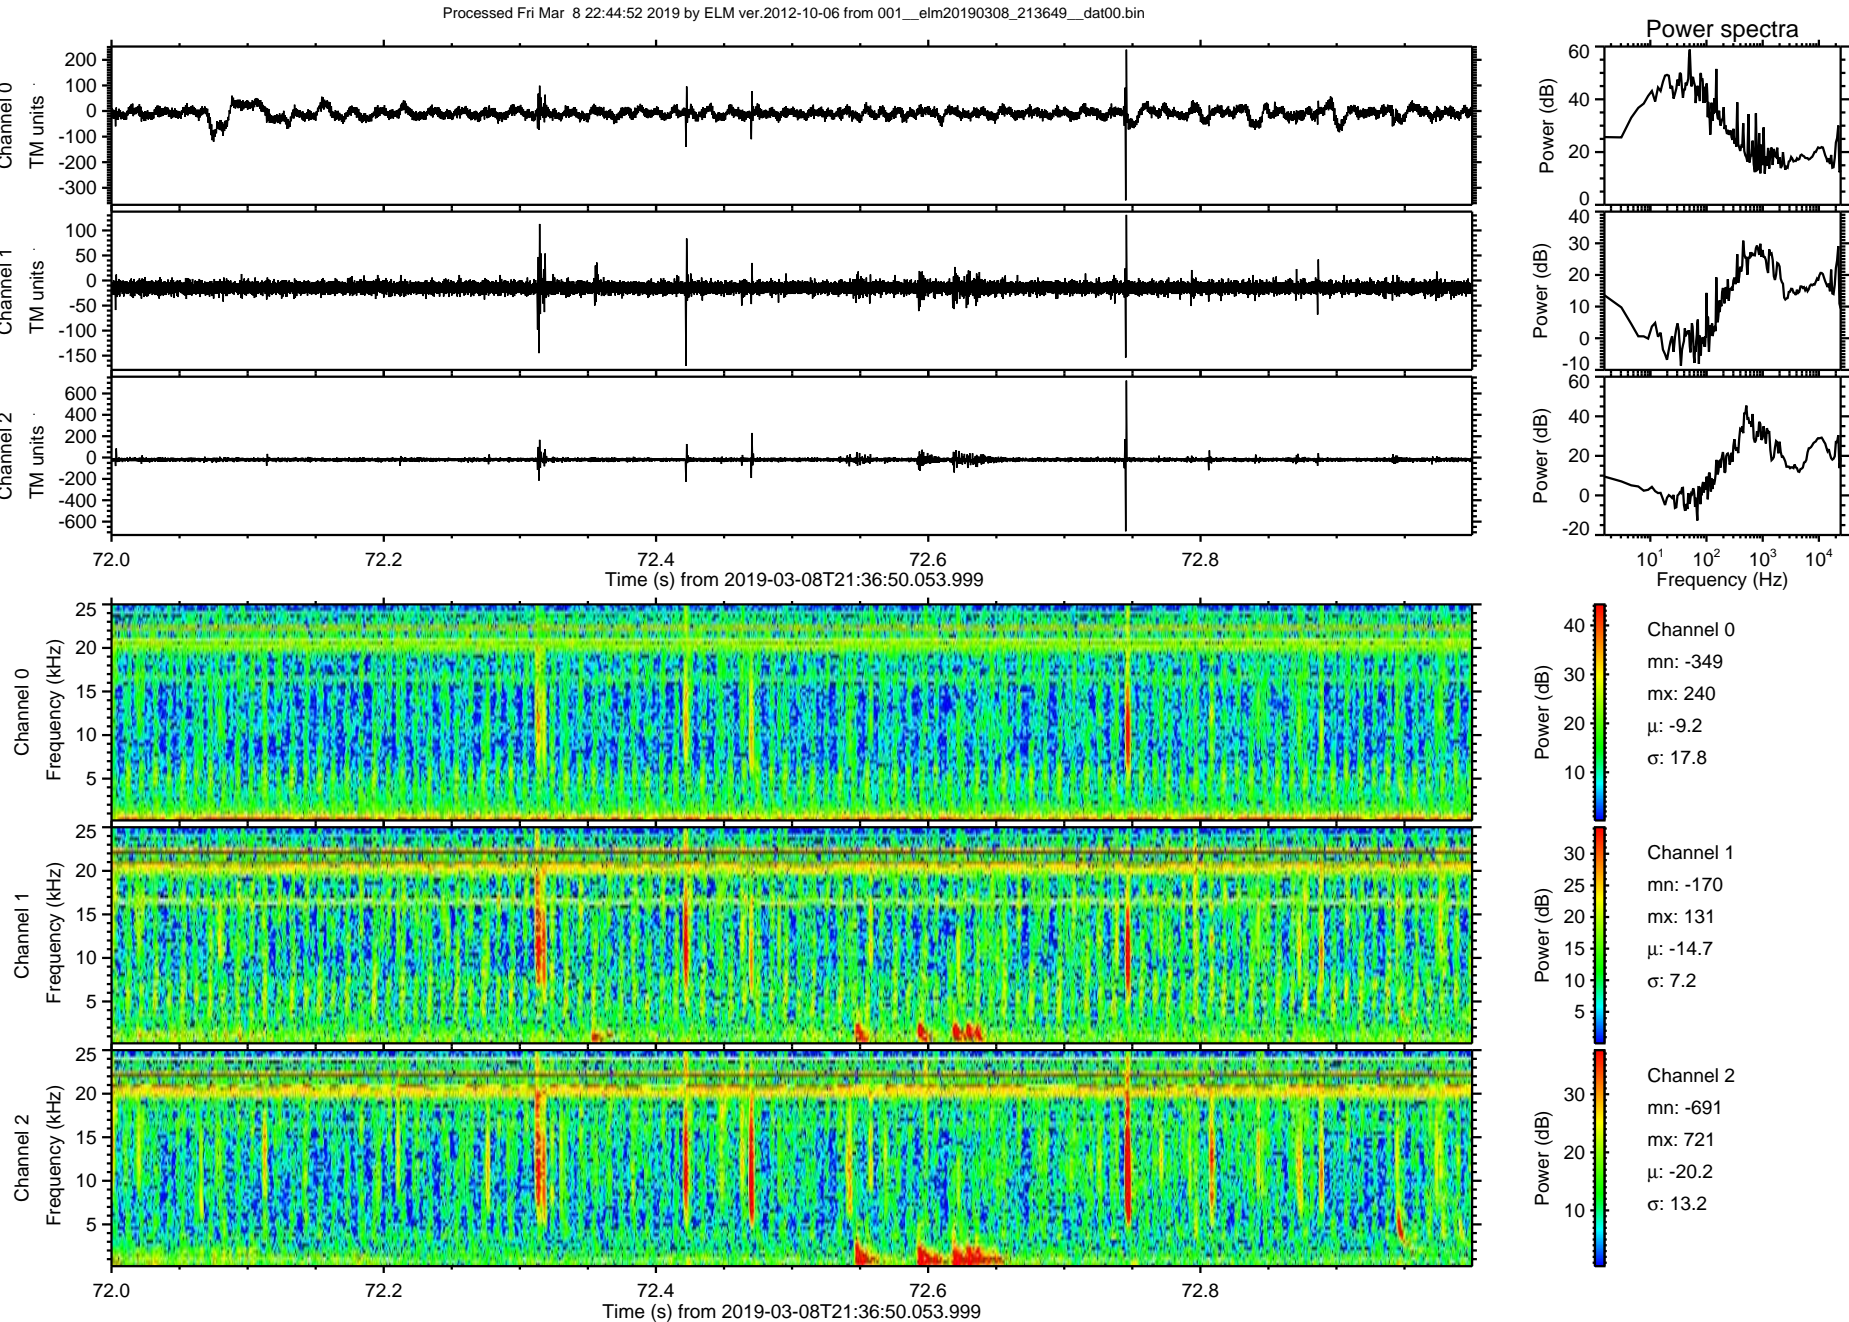 Processed Fri Mar  8 22:44:52 2019 by ELM ver.2012-10-06 from 001__elm20190308_213649__dat00.bin
Power spectra
Channel 0
TM units
200
100
0
-100
-200
-300
Power (dB)
60
40
20
0
Channel 1
TM units
100
50
0
-50
-100
-150
Power (dB)
40
30
20
10
0
-10
Channel 2
TM units
600
400
200
0
-200
-400
-600
Power (dB)
60
40
20
0
-20
72.0 72.2 72.4 72.6 72.8
Time (s) from 2019-03-08T21:36:50.053.999
10¹ 10² 10³ 10⁴
Frequency (Hz)
Channel 0
Frequency (kHz)
25
20
15
10
5
Power (dB)
40
30
20
10
Channel 0
mn: -349
mx: 240
μ: -9.2
σ: 17.8
Channel 1
Frequency (kHz)
25
20
15
10
5
Power (dB)
30
25
20
15
10
5
Channel 1
mn: -170
mx: 131
μ: -14.7
σ: 7.2
Channel 2
Frequency (kHz)
25
20
15
10
5
Power (dB)
30
20
10
Channel 2
mn: -691
mx: 721
μ: -20.2
σ: 13.2
72.0 72.2 72.4 72.6 72.8
Time (s) from 2019-03-08T21:36:50.053.999